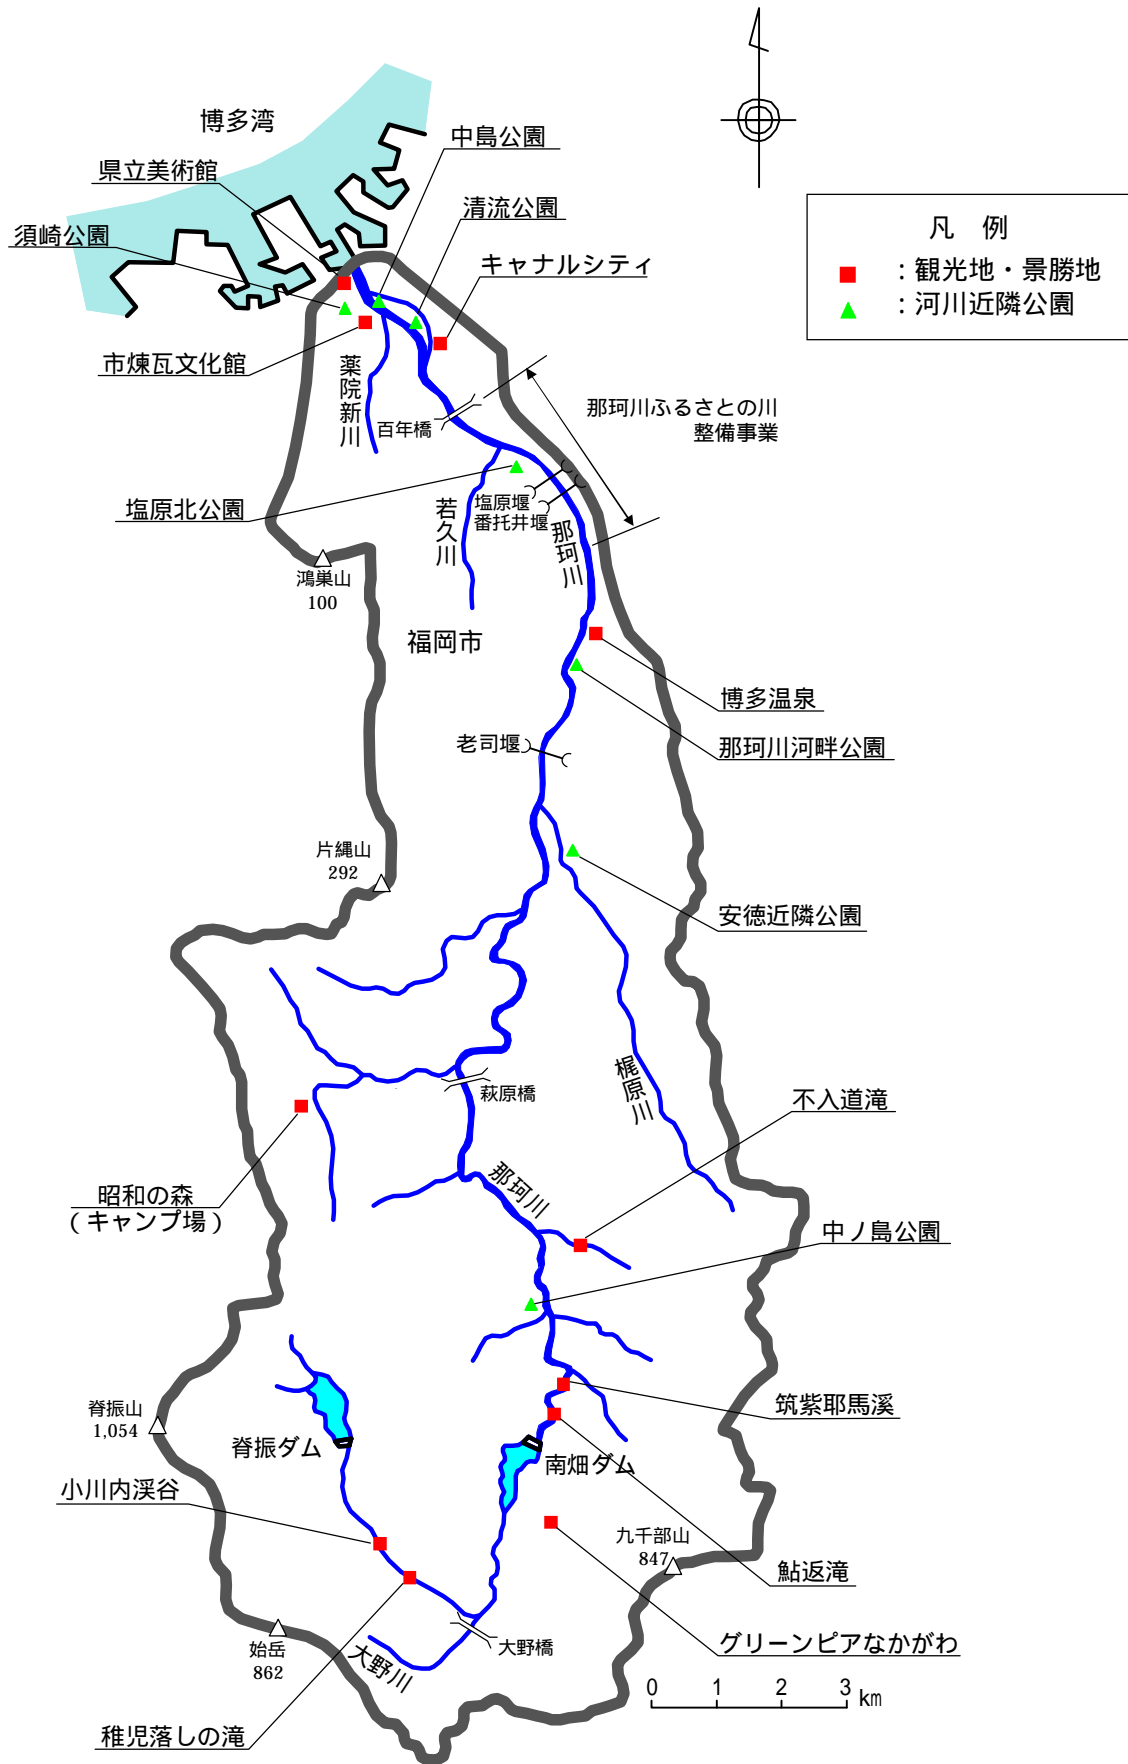 博多湾
中島公園
県立美術館
清流公園
須崎公園
キャナルシティ
凡 例
：観光地・景勝地
：河川近隣公園
市煉瓦文化館
薬院新川
百年橋
那珂川ふるさとの川
整備事業
塩原北公園
若久川
塩原堰
番托井堰
那珂川
鴻巣山
100
福岡市
博多温泉
那珂川河畔公園
老司堰
片縄山
292
安徳近隣公園
梶原川
萩原橋
不入道滝
昭和の森
(キャンプ場)
那珂川
中ノ島公園
筑紫耶馬溪
脊振山
1,054
脊振ダム
南畑ダム
小川内渓谷
九千部山
847
鮎返滝
グリーンピアなかがわ
始岳
862
大野川
大野橋
稚児落しの滝
0 1 2 3 km